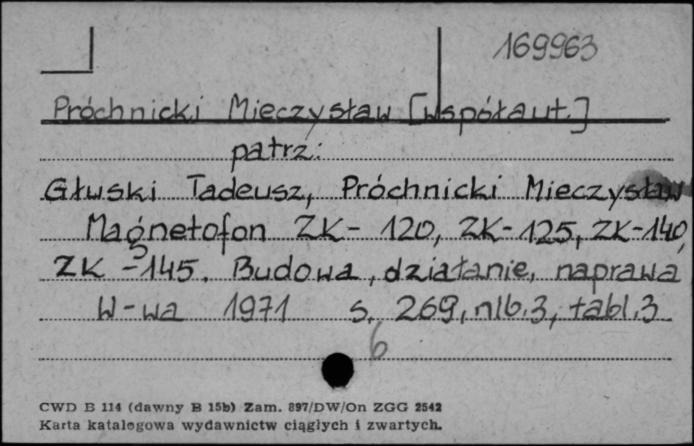 169963
Próchnicki Mieczysław [współaut.]
patrz:
Głuski Tadeusz, Próchnicki Mieczysław
Magnetofon ZK- 120, ZK-125, ZK-140,
ZK -145. Budowa, działanie, naprawa
W-wa 1971 s. 269, nlb.3, tabl.3
6
CWD B 114 (dawny B 15b) Zam. 897/DW/On ZGG 2542
Karta katalogowa wydawnictw ciągłych i zwartych.